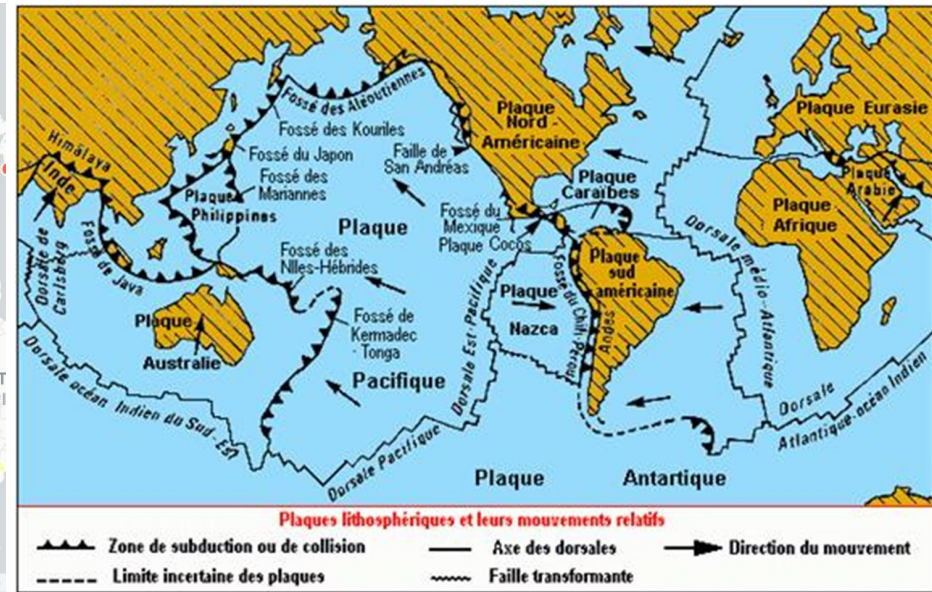 Plaque
Nord -
Américaine
Plaque Eurasie
Fossé des Aléoutiennes
Fossé des Kouriles
Himalaya
Fossé du Japon
Faille de
San Andréas
Plaque
Caraïbes
Plaque
Arabie
Inde
Fossé des
Mariannes
Plaque
Philippines
Plaque
Afrique
Plaque
Fossé du
Mexique
Plaque Cocos
Dorsale de
Carlsberg
Fossé de Java
Fossé des
Nlles-Hébrides
Plaque
sud
américaine
Dorsale médio-Atlantique
Plaque
Nazca
Fosse du Chili-Pérou
Andes
Plaque
Australie
Fossé de
Kermadec
- Tonga
Pacifique
Dorsale Est-Pacifique
Dorsale océan Indien du Sud-Est
Dorsale Pacifique
Dorsale
Atlantique-océan Indien
Plaque Antartique
Plaques lithosphériques et leurs mouvements relatifs
Zone de subduction ou de collision
Axe des dorsales
Direction du mouvement
Limite incertaine des plaques
Faille transformante